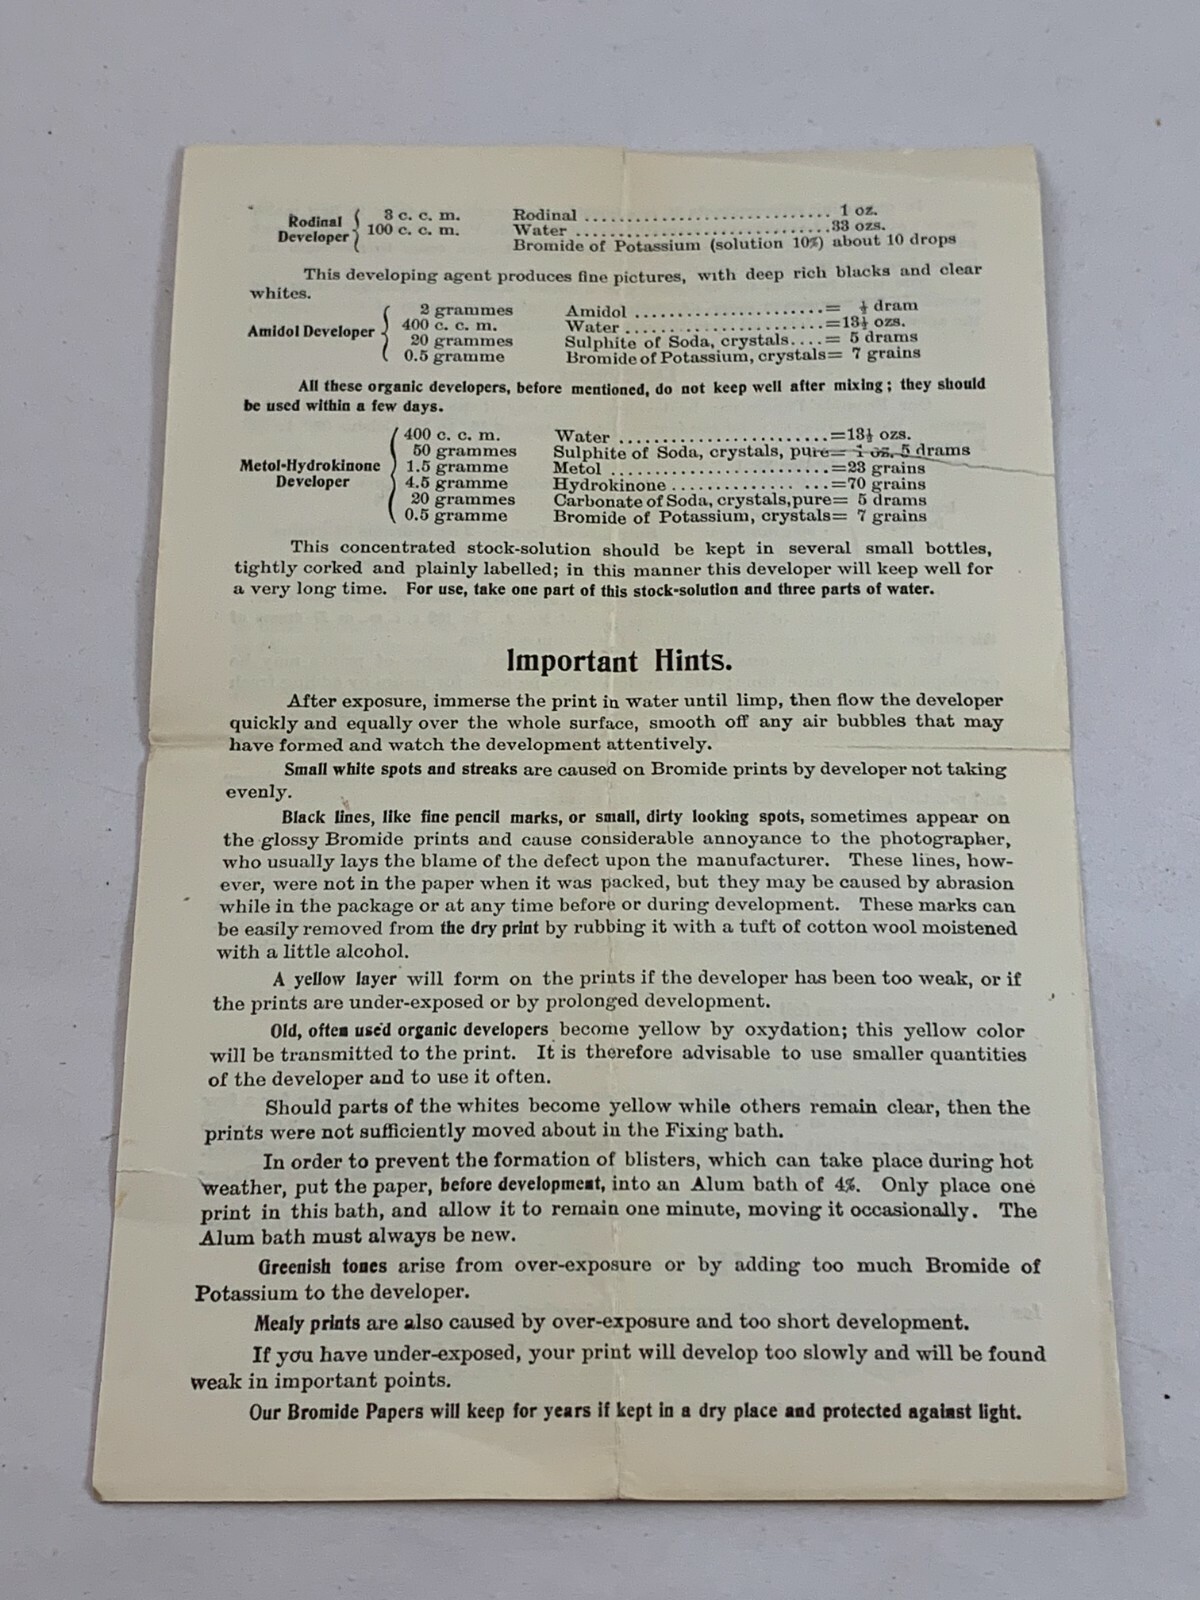 Rodinal Developer { 3 c. c. m. Rodinal .............................. 1 oz.
100 c. c. m. Water ...............................33 ozs.
Bromide of Potassium (solution 10%) about 10 drops
This developing agent produces fine pictures, with deep rich blacks and clear
whites.
Amidol Developer { 2 grammes Amidol .......................= ½ dram
400 c. c. m. Water ........................=13½ ozs.
20 grammes Sulphite of Soda, crystals....= 5 drams
0.5 gramme Bromide of Potassium, crystals= 7 grains
All these organic developers, before mentioned, do not keep well after mixing; they should
be used within a few days.
Metol-Hydrokinone Developer { 400 c. c. m. Water .........................=13½ ozs.
50 grammes Sulphite of Soda, crystals, pure= 1 oz. 5 drams
1.5 gramme Metol ..........................=23 grains
4.5 gramme Hydrokinone.............. ...=70 grains
20 grammes Carbonate of Soda, crystals,pure= 5 drams
0.5 gramme Bromide of Potassium, crystals= 7 grains
This concentrated stock-solution should be kept in several small bottles,
tightly corked and plainly labelled; in this manner this developer will keep well for
a very long time. For use, take one part of this stock-solution and three parts of water.
Important Hints.
After exposure, immerse the print in water until limp, then flow the developer
quickly and equally over the whole surface, smooth off any air bubbles that may
have formed and watch the development attentively.
Small white spots and streaks are caused on Bromide prints by developer not taking
evenly.
Black lines, like fine pencil marks, or small, dirty looking spots, sometimes appear on
the glossy Bromide prints and cause considerable annoyance to the photographer,
who usually lays the blame of the defect upon the manufacturer. These lines, how-
ever, were not in the paper when it was packed, but they may be caused by abrasion
while in the package or at any time before or during development. These marks can
be easily removed from the dry print by rubbing it with a tuft of cotton wool moistened
with a little alcohol.
A yellow layer will form on the prints if the developer has been too weak, or if
the prints are under-exposed or by prolonged development.
Old, often used organic developers become yellow by oxydation; this yellow color
will be transmitted to the print. It is therefore advisable to use smaller quantities
of the developer and to use it often.
Should parts of the whites become yellow while others remain clear, then the
prints were not sufficiently moved about in the Fixing bath.
In order to prevent the formation of blisters, which can take place during hot
weather, put the paper, before development, into an Alum bath of 4%. Only place one
print in this bath, and allow it to remain one minute, moving it occasionally. The
Alum bath must always be new.
Greenish tones arise from over-exposure or by adding too much Bromide of
Potassium to the developer.
Mealy prints are also caused by over-exposure and too short development.
If you have under-exposed, your print will develop too slowly and will be found
weak in important points.
Our Bromide Papers will keep for years if kept in a dry place and protected against light.